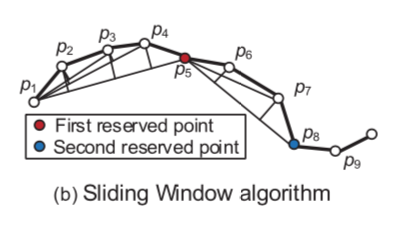 p1
p2
p3
p4
p5
p6
p7
p8
p9
First reserved point
Second reserved point
(b) Sliding Window algorithm